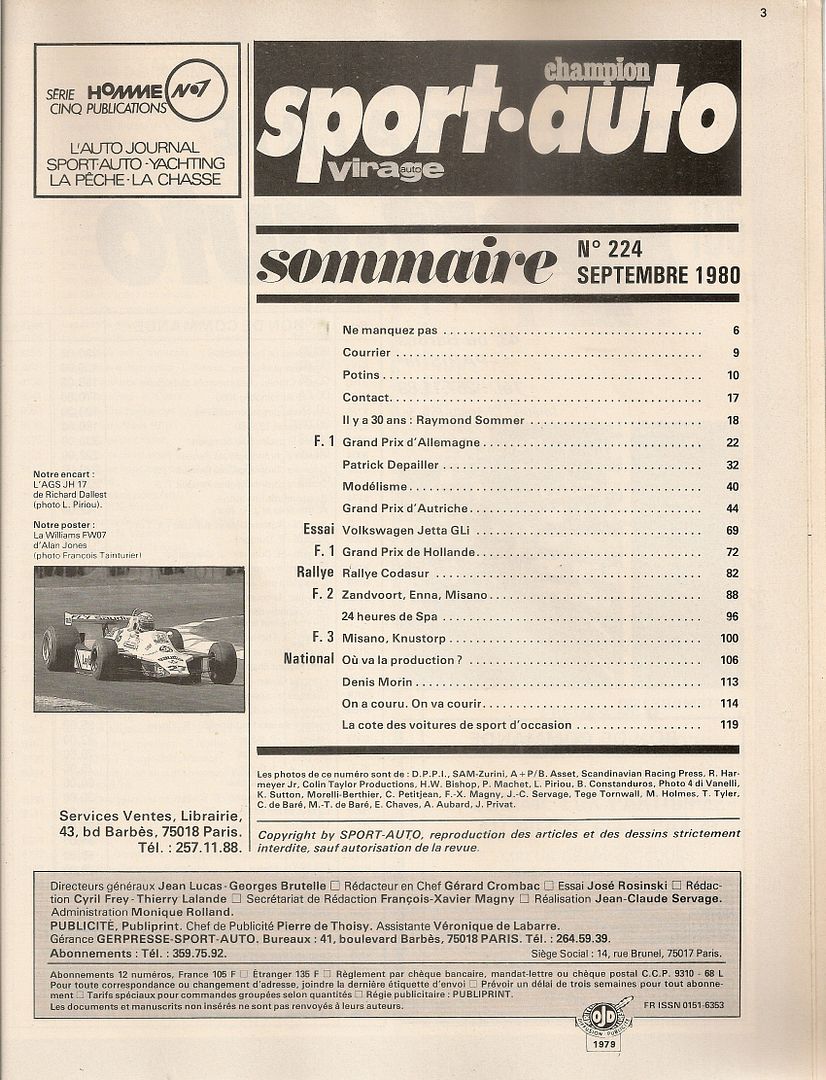 3
SÉRIE HOMME N°1
CINQ PUBLICATIONS
L'AUTO JOURNAL
SPORT-AUTO - YACHTING
LA PÊCHE - LA CHASSE
champion
sport·auto
virage auto
sommaire
N° 224
SEPTEMBRE 1980
Ne manquez pas . . . . . . . . . . 6
Courrier . . . . . . . . . . 9
Potins . . . . . . . . . . 10
Contact. . . . . . . . . . . 17
Il y a 30 ans : Raymond Sommer . . . . . . . . . . 18
F. 1 Grand Prix d'Allemagne . . . . . . . . . . 22
Patrick Depailler . . . . . . . . . . 32
Modélisme . . . . . . . . . . 40
Grand Prix d'Autriche . . . . . . . . . . 44
Essai Volkswagen Jetta GLi . . . . . . . . . . 69
F. 1 Grand Prix de Hollande . . . . . . . . . . 72
Rallye Rallye Codasur . . . . . . . . . . 82
F. 2 Zandvoort, Enna, Misano . . . . . . . . . . 88
24 heures de Spa . . . . . . . . . . 96
F. 3 Misano, Knustorp . . . . . . . . . . 100
National Où va la production ? . . . . . . . . . . 106
Denis Morin . . . . . . . . . . 113
On a couru. On va courir . . . . . . . . . . 114
La cote des voitures de sport d'occasion . . . . . . . . . . 119
Notre encart :
L'AGS JH 17
de Richard Dallest
(photo L. Piriou).
Notre poster :
La Williams FW07
d'Alan Jones
(photo François Tainturier)
Services Ventes, Librairie,
43, bd Barbès, 75018 Paris.
Tél. : 257.11.88.
Les photos de ce numéro sont de : D.P.P.I., SAM-Zurini, A + P/B. Asset, Scandinavian Racing Press, R. Har-
meyer Jr, Colin Taylor Productions, H.W. Bishop, P. Machet, L. Piriou, B. Constanduros, Photo 4 di Vanelli,
K. Sutton, Morelli-Berthier, C. Petitjean, F.-X. Magny, J.-C. Servage, Tege Tornwall, M. Holmes, T. Tyler,
C. de Baré, M.-T. de Baré, E. Chaves, A. Aubard, J. Privat.
Copyright by SPORT-AUTO, reproduction des articles et des dessins strictement
interdite, sauf autorisation de la revue.
Directeurs généraux Jean Lucas - Georges Brutelle □ Rédacteur en Chef Gérard Crombac □ Essai José Rosinski □ Rédac-
tion Cyril Frey - Thierry Lalande □ Secrétariat de Rédaction François-Xavier Magny □ Réalisation Jean-Claude Servage.
Administration Monique Rolland.
PUBLICITÉ, Publiprint. Chef de Publicité Pierre de Thoisy. Assistante Véronique de Labarre.
Gérance GERPRESSE-SPORT-AUTO. Bureaux : 41, boulevard Barbès, 75018 PARIS. Tél. : 264.59.39.
Abonnements : Tél. : 359.75.92. Siège Social : 14, rue Brunel, 75017 Paris.
Abonnements 12 numéros, France 105 F □ Étranger 135 F □ Règlement par chèque bancaire, mandat-lettre ou chèque postal C.C.P. 9310 - 68 L
Pour toute correspondance ou changement d'adresse, joindre la dernière étiquette d'envoi □ Prévoir un délai de trois semaines pour tout abonne-
ment □ Tarifs spéciaux pour commandes groupées selon quantités □ Régie publicitaire : PUBLIPRINT.
Les documents et manuscrits non insérés ne sont pas renvoyés à leurs auteurs. FR ISSN 0151-6353
OJD
DIFFUSION - PUBLICITÉ
1979